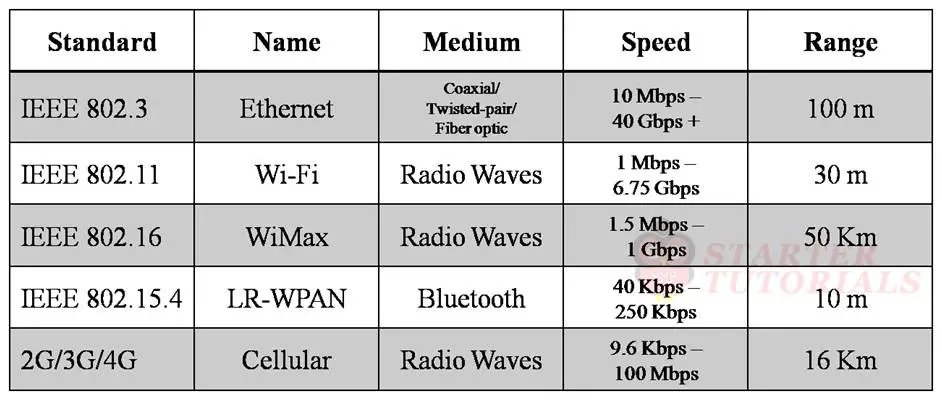 Standard Name Medium Speed Range
IEEE 802.3 Ethernet Coaxial/ Twisted-pair/ Fiber optic 10 Mbps – 40 Gbps + 100 m
IEEE 802.11 Wi-Fi Radio Waves 1 Mbps – 6.75 Gbps 30 m
IEEE 802.16 WiMax Radio Waves 1.5 Mbps – 1 Gbps 50 Km
IEEE 802.15.4 LR-WPAN Bluetooth 40 Kbps – 250 Kbps 10 m
2G/3G/4G Cellular Radio Waves 9.6 Kbps – 100 Mbps 16 Km
STARTER
TUTORIALS